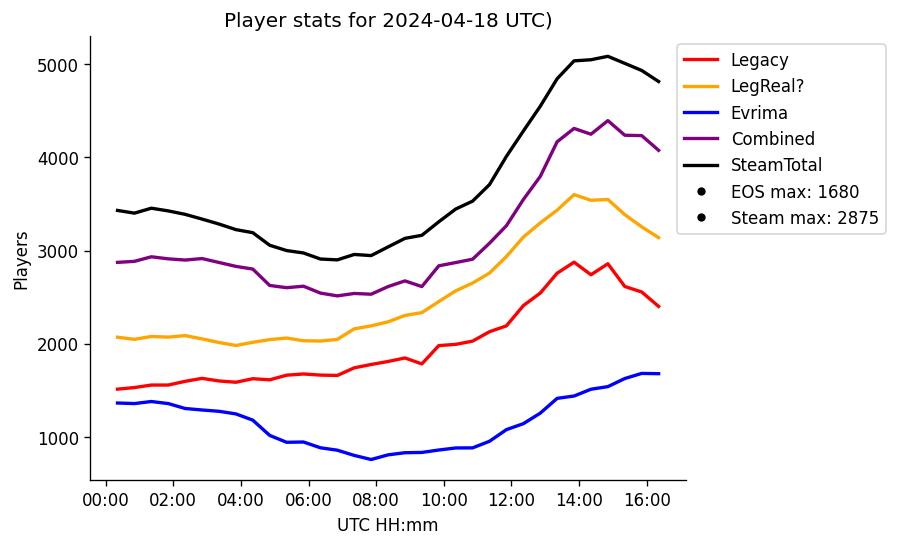 Player stats for 2024-04-18 UTC)
Players
5000
4000
3000
2000
1000
00:00 02:00 04:00 06:00 08:00 10:00 12:00 14:00 16:00
UTC HH:mm
Legacy
LegReal?
Evrima
Combined
SteamTotal
EOS max: 1680
Steam max: 2875